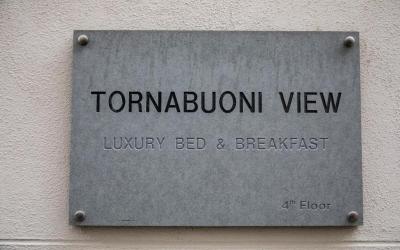 TORNABUONI VIEW
LUXURY BED & BREAKFAST
4th Floor